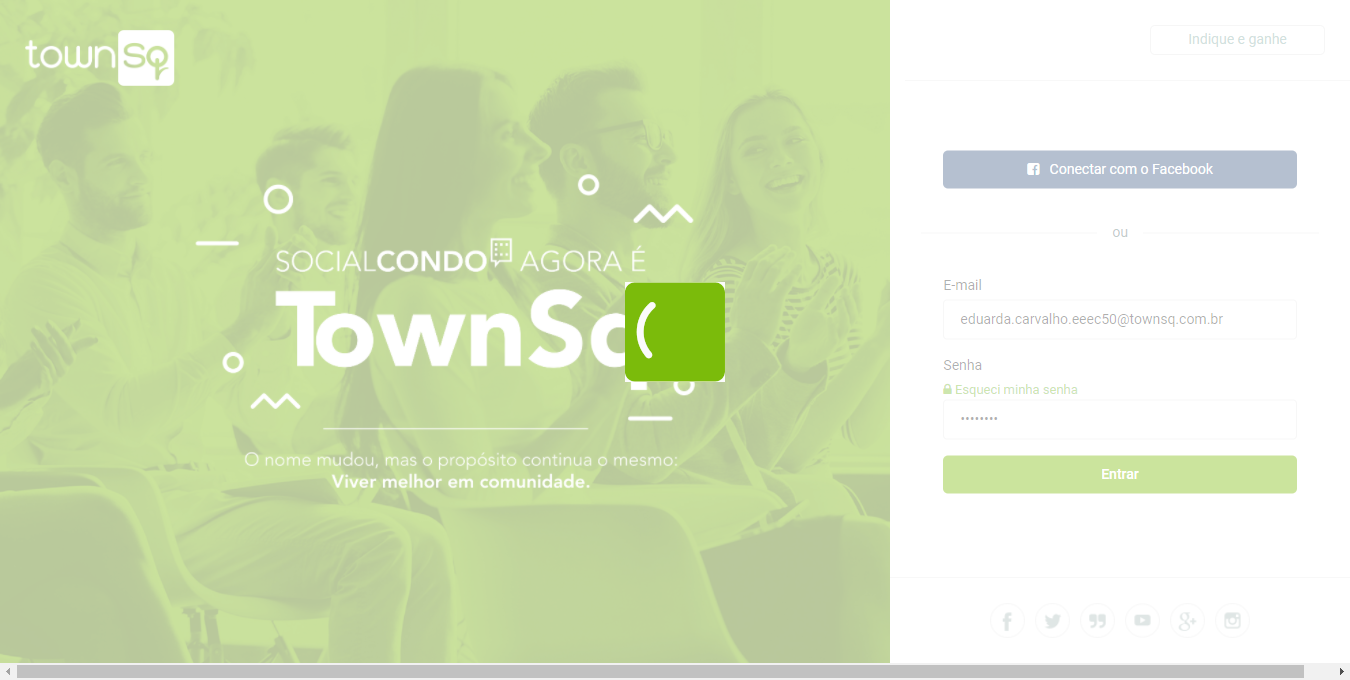 townSq
Indique e ganhe
SOCIALCONDO AGORA É
TownSq
O nome mudou, mas o propósito continua o mesmo:
Viver melhor em comunidade.
Conectar com o Facebook
ou
E-mail
eduarda.carvalho.eeec50@townsq.com.br
Senha
Esqueci minha senha
••••••••
Entrar